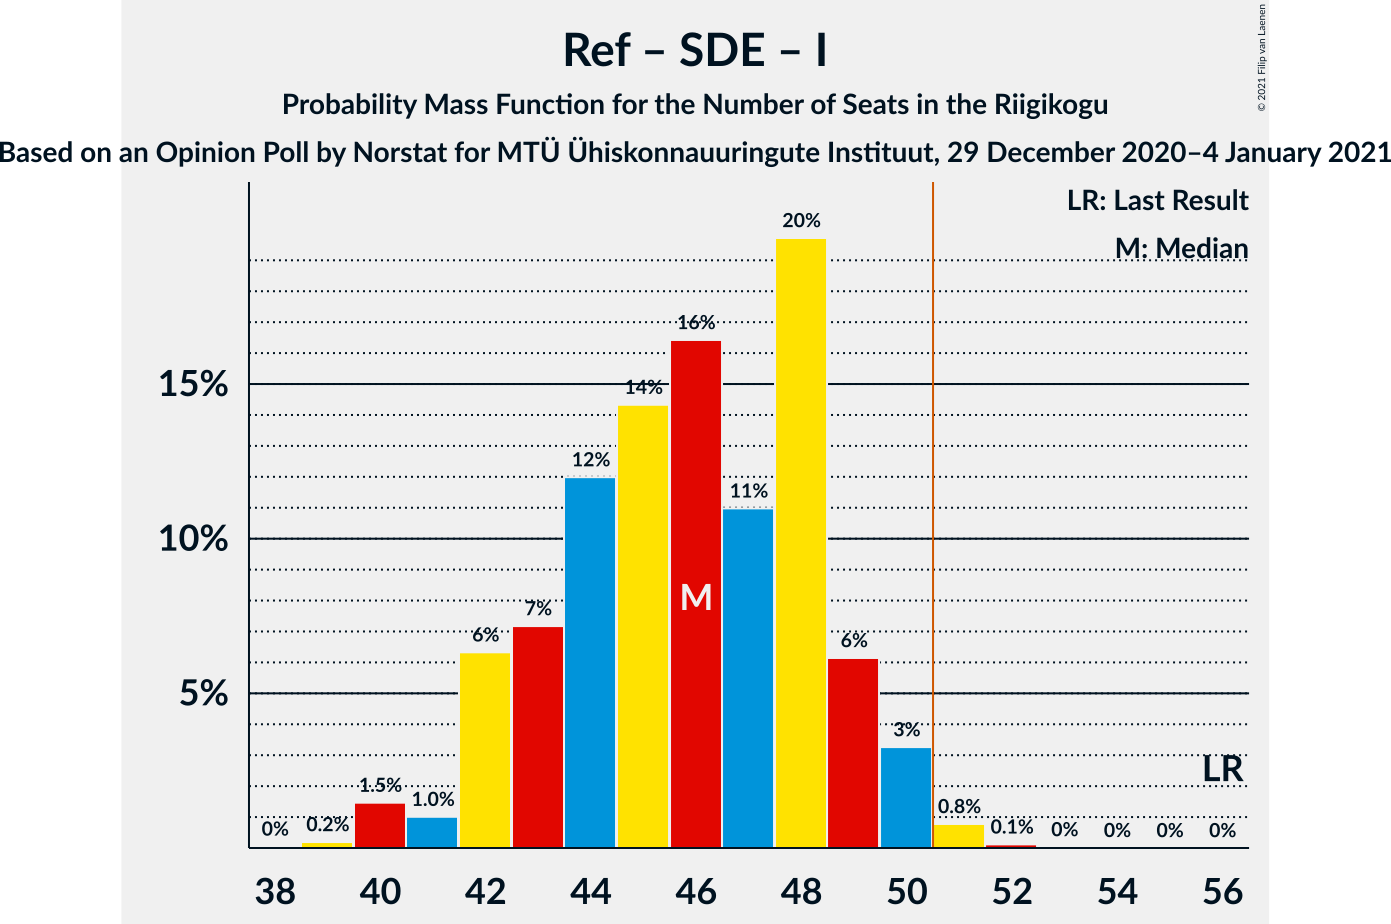 Ref – SDE – I
Probability Mass Function for the Number of Seats in the Riigikogu
Based on an Opinion Poll by Norstat for MTÜ Ühiskonnauuringute Instituut, 29 December 2020–4 January 2021
© 2021 Filip van Laenen
LR: Last Result
M: Median
20%
16%
15%
14%
12%
11%
10%
M
7%
6%
6%
5%
3%
LR
1.5%
1.0%
0.8%
0%
0.2%
0.1%
0%
0%
0%
0%
38 40 42 44 46 48 50 52 54 56